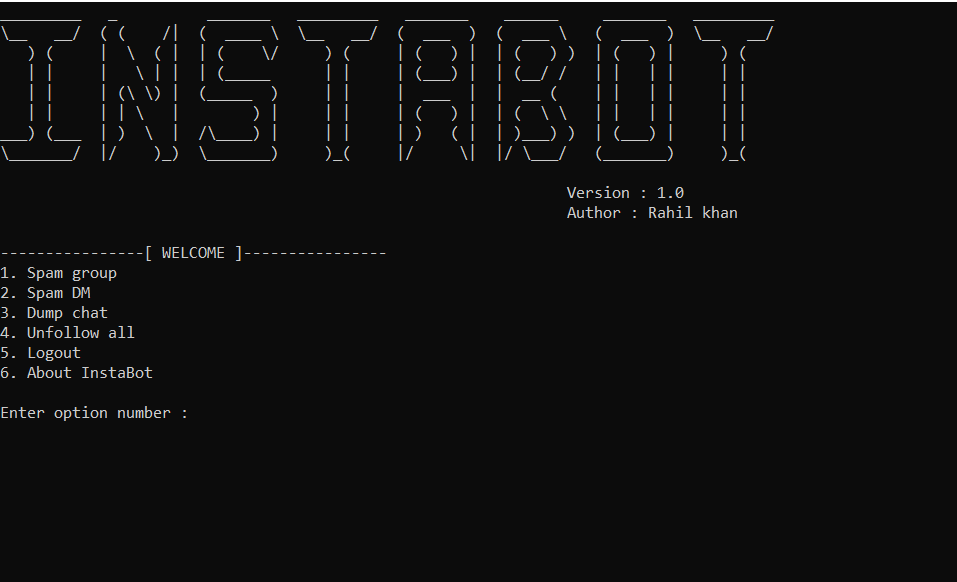 INSTABOT
Version : 1.0
Author : Rahil khan
----------------[ WELCOME ]----------------
1. Spam group
2. Spam DM
3. Dump chat
4. Unfollow all
5. Logout
6. About InstaBot
Enter option number :